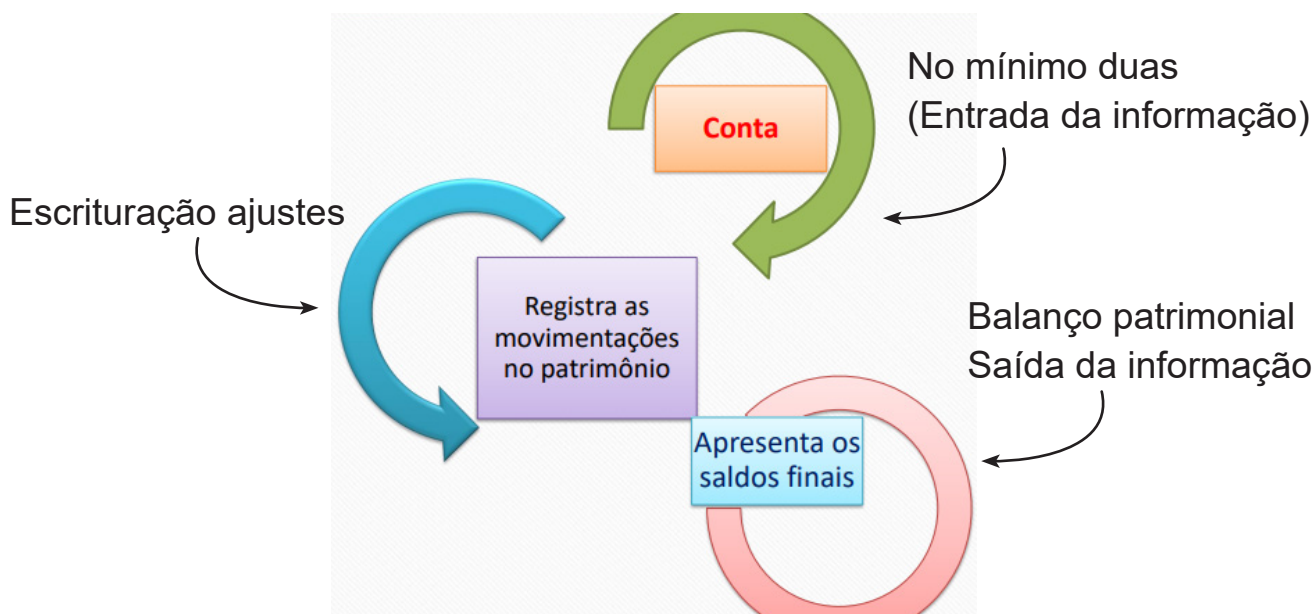 No mínimo duas
(Entrada da informação)
Conta
Escrituração ajustes
Registra as
movimentações
no patrimônio
Balanço patrimonial
Saída da informação
Apresenta os
saldos finais